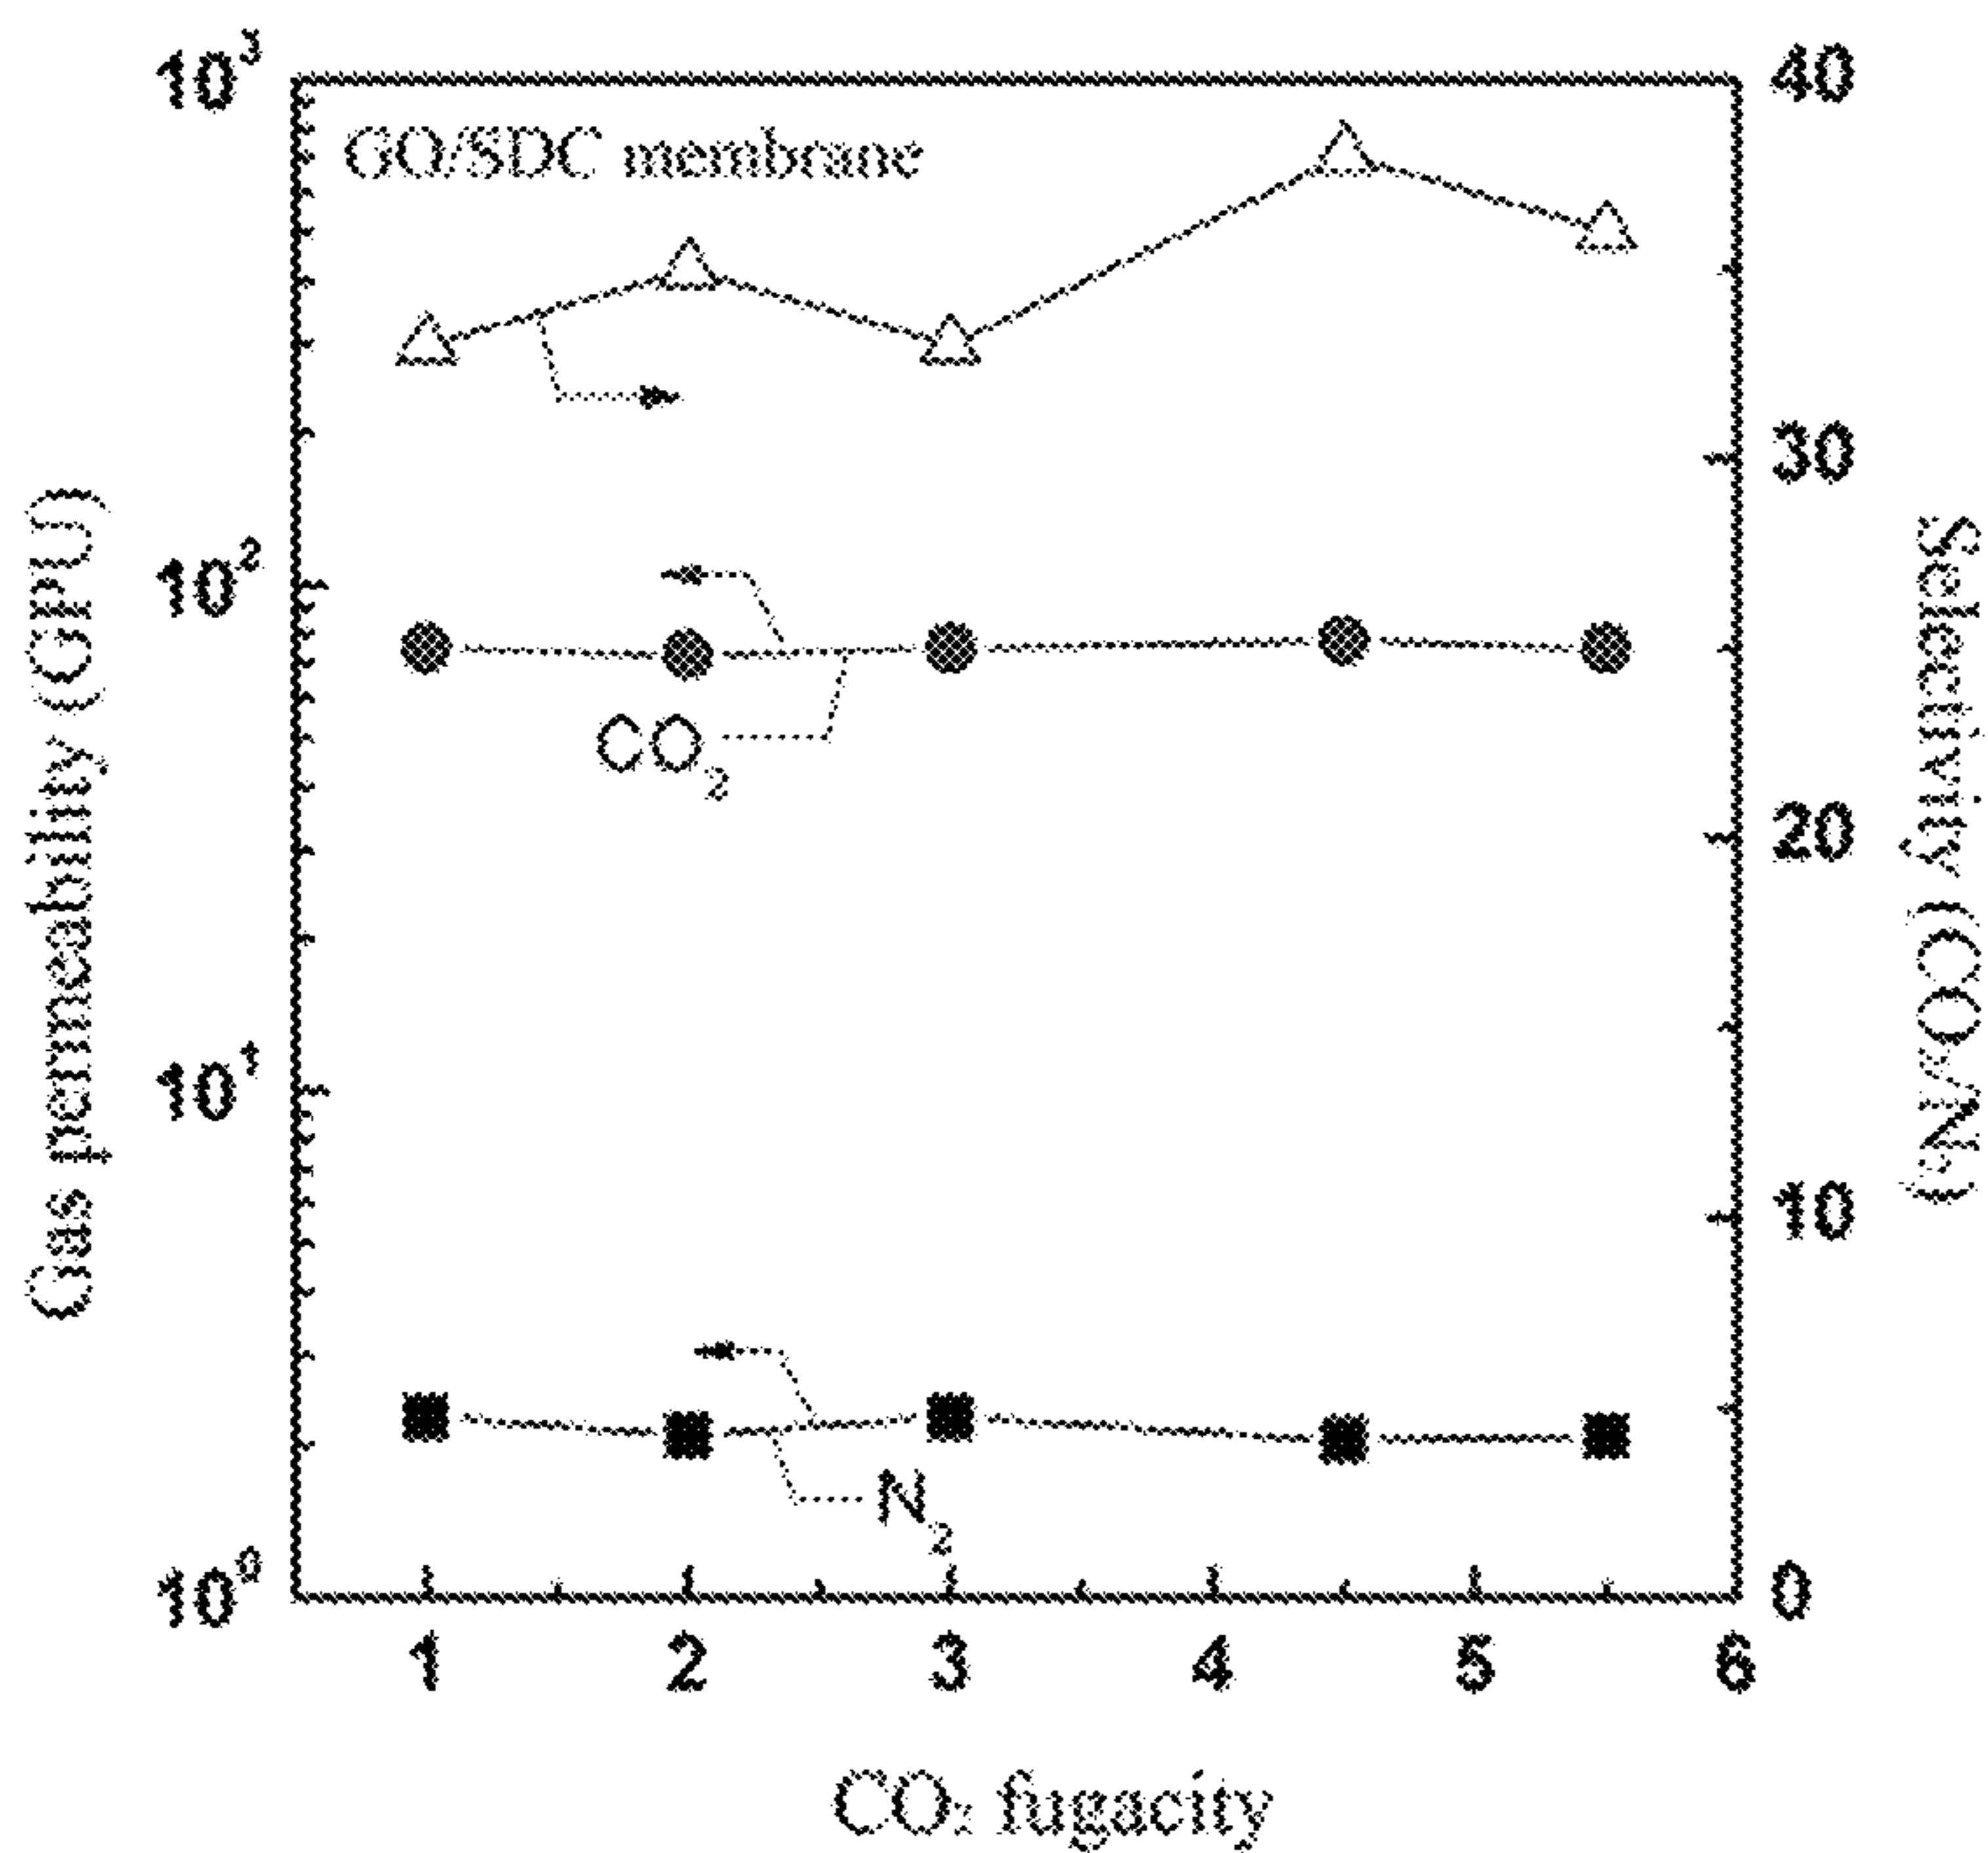 10³
40
GO/SDC membrane
30
10²
CO₂
20
10¹
10
N₂
10⁰
0
1 2 3 4 5 6
CO₂ fugacity
Gas permeability (GPU)
Selectivity (CO₂/N₂)